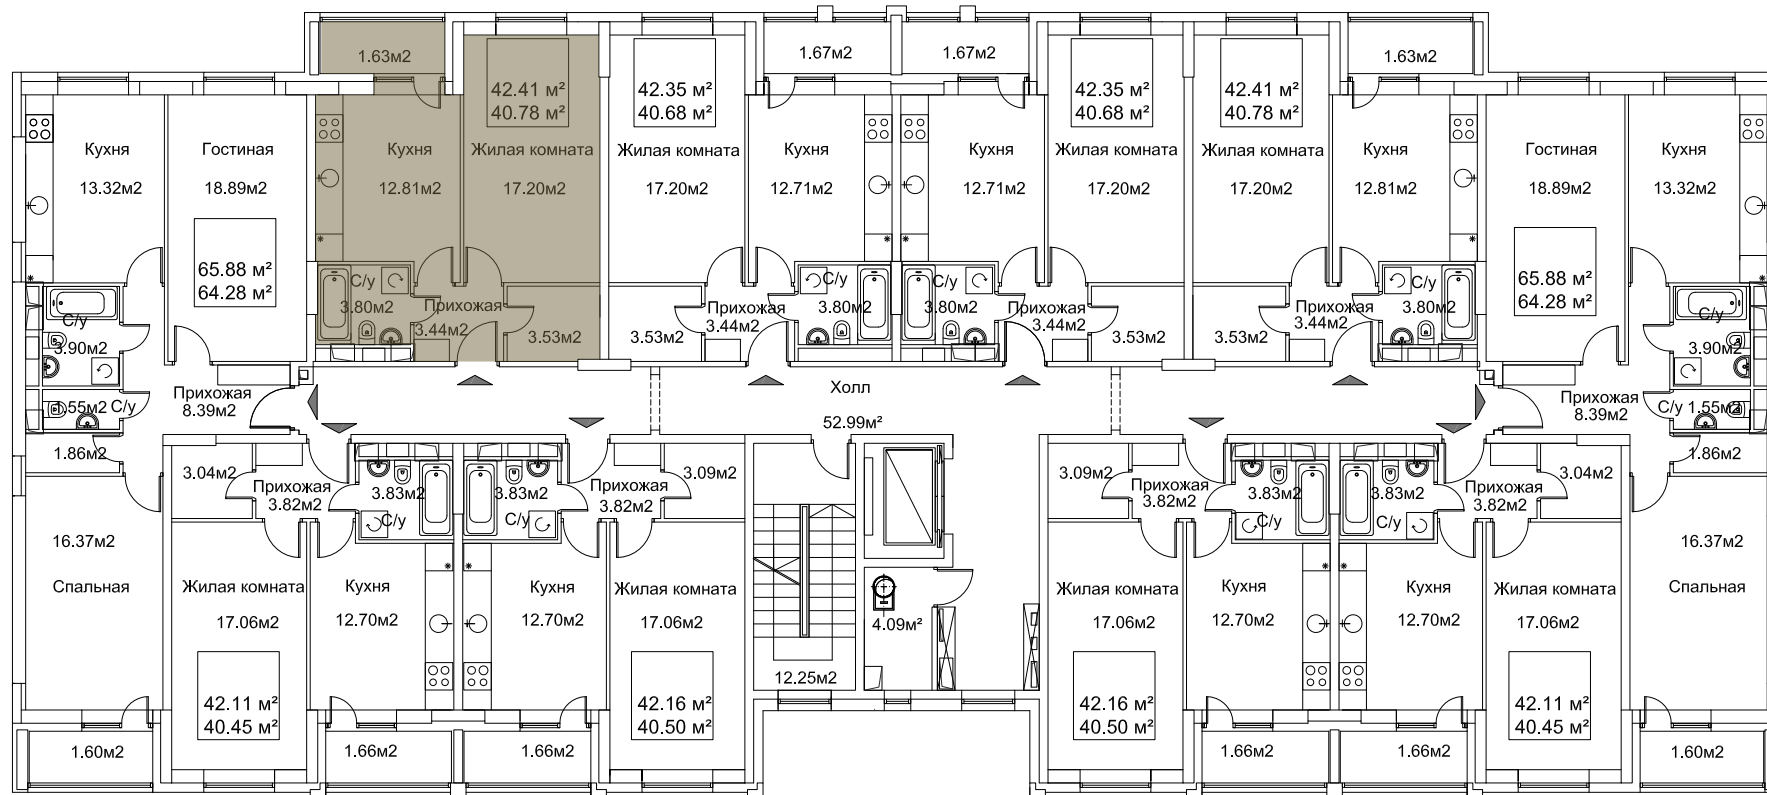 1.63м2
1.67м2
1.67м2
1.63м2
42.41 м²
40.78 м²
42.35 м²
40.68 м²
42.35 м²
40.68 м²
42.41 м²
40.78 м²
Кухня
13.32м2
Гостиная
18.89м2
Кухня
12.81м2
Жилая комната
17.20м2
Жилая комната
17.20м2
Кухня
12.71м2
Кухня
12.71м2
Жилая комната
17.20м2
Жилая комната
17.20м2
Кухня
12.81м2
Гостиная
18.89м2
Кухня
13.32м2
65.88 м²
64.28 м²
65.88 м²
64.28 м²
С/у
3.80м2
Прихожая
3.44м2
3.53м2
3.53м2
Прихожая
3.44м2
С/у
3.80м2
С/у
3.80м2
Прихожая
3.44м2
3.53м2
3.53м2
Прихожая
3.44м2
С/у
3.80м2
С/у
3.90м2
С/у
3.90м2
1.55м2
С/у
Прихожая
8.39м2
Холл
52.99м²
Прихожая
8.39м2
С/у
1.55м2
1.86м2
3.04м2
Прихожая
3.82м2
3.83м2
С/у
3.83м2
С/у
Прихожая
3.82м2
3.09м2
3.09м2
Прихожая
3.82м2
3.83м2
С/у
3.83м2
С/у
Прихожая
3.82м2
3.04м2
1.86м2
16.37м2
Спальная
Жилая комната
17.06м2
Кухня
12.70м2
Кухня
12.70м2
Жилая комната
17.06м2
4.09м²
12.25м2
Жилая комната
17.06м2
Кухня
12.70м2
Кухня
12.70м2
Жилая комната
17.06м2
16.37м2
Спальная
42.11 м²
40.45 м²
42.16 м²
40.50 м²
42.16 м²
40.50 м²
42.11 м²
40.45 м²
1.60м2
1.66м2
1.66м2
1.66м2
1.66м2
1.60м2